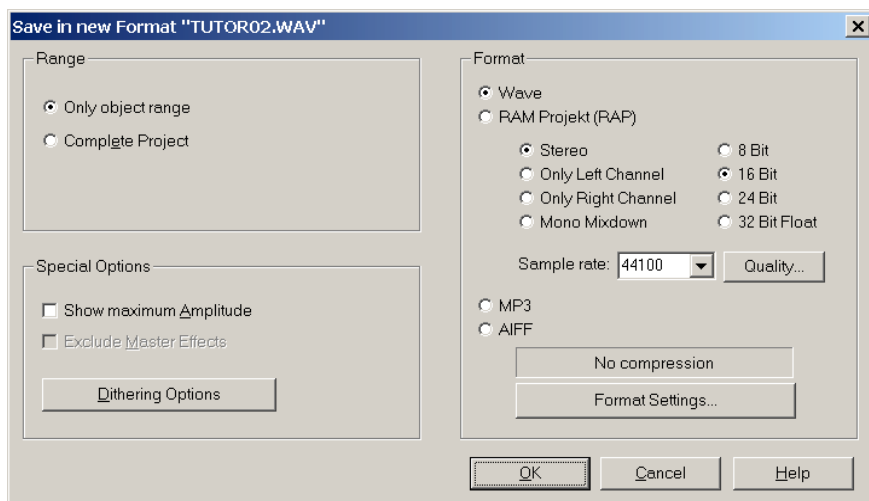 Save in new Format "TUTOR02.WAV"
Range
Only object range
Complete Project
Special Options
Show maximum Amplitude
Exclude Master Effects
Dithering Options
Format
Wave
RAM Projekt (RAP)
Stereo
8 Bit
Only Left Channel
16 Bit
Only Right Channel
24 Bit
Mono Mixdown
32 Bit Float
Sample rate: 44100 Quality...
MP3
AIFF
No compression
Format Settings...
OK
Cancel
Help